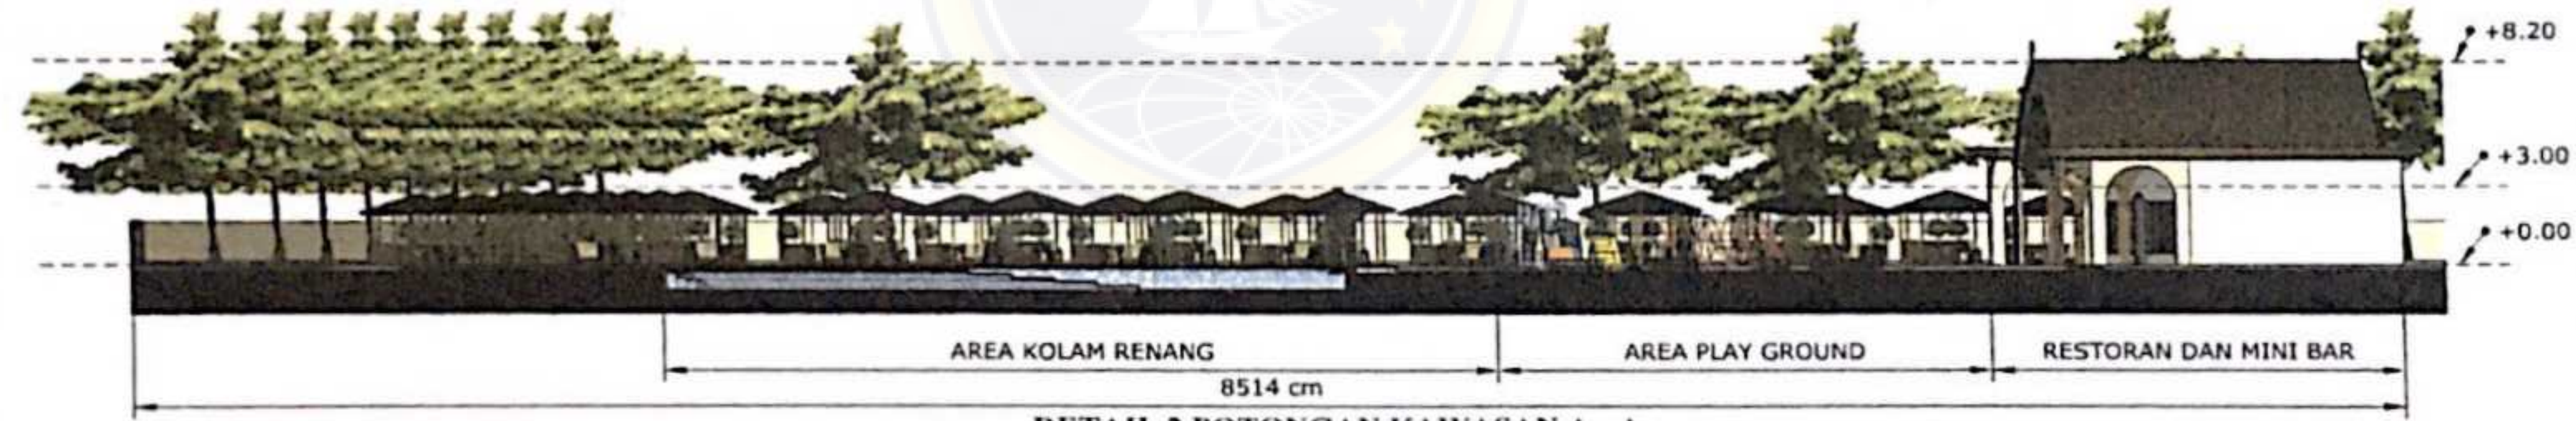 +8.20
+3.00
+0.00
AREA KOLAM RENANG
AREA PLAY GROUND
RESTORAN DAN MINI BAR
8514 cm